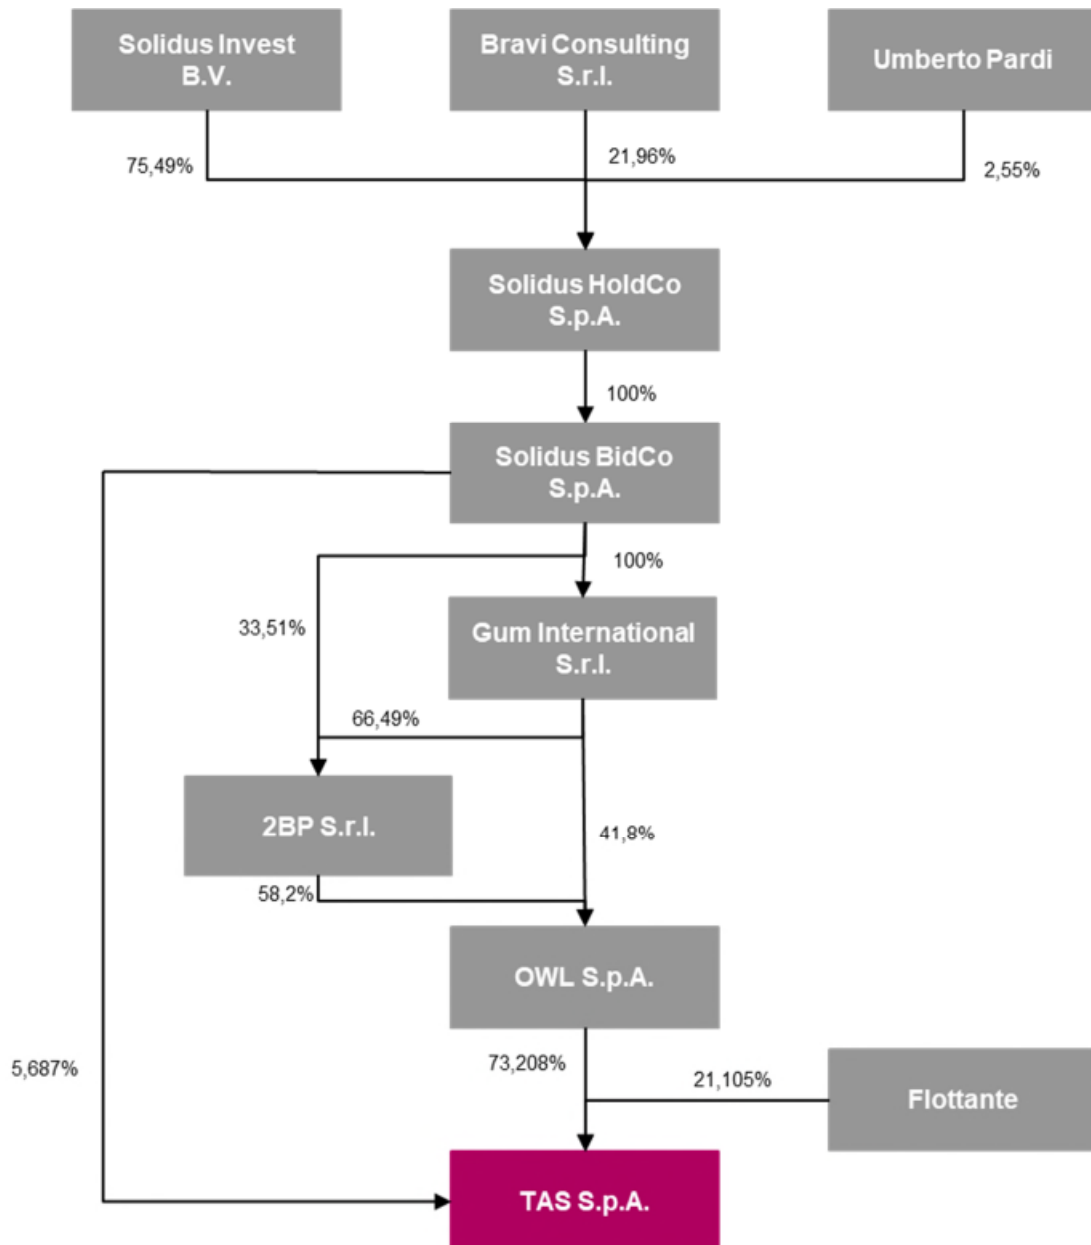 Solidus Invest
B.V.
Bravi Consulting
S.r.l.
Umberto Pardi
75,49%
21,96%
2,55%
Solidus HoldCo
S.p.A.
100%
Solidus BidCo
S.p.A.
100%
33,51%
Gum International
S.r.l.
66,49%
2BP S.r.l.
41,8%
58,2%
OWL S.p.A.
5,687%
73,208%
21,105%
Flottante
TAS S.p.A.